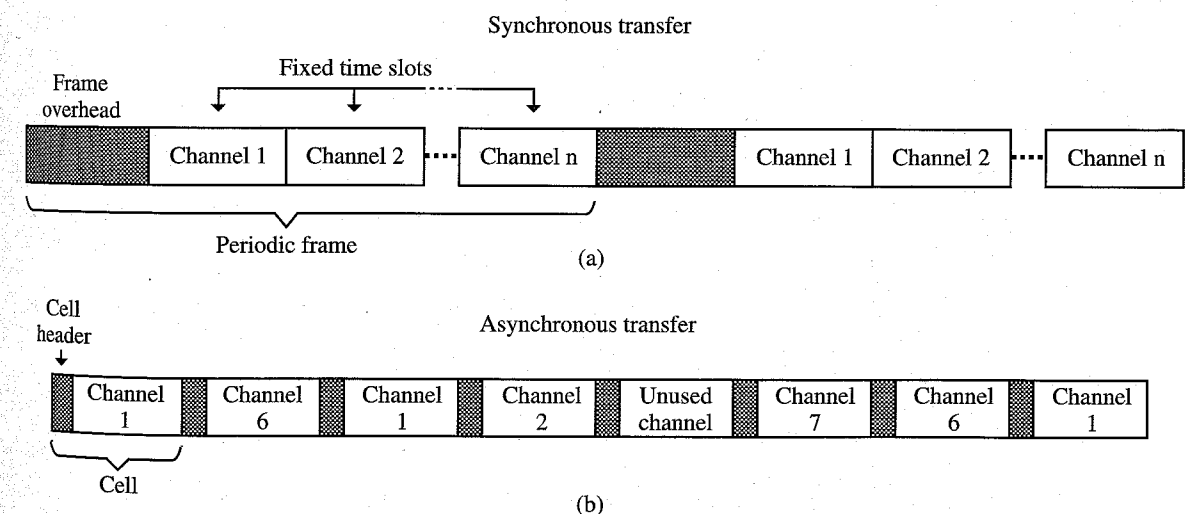 Synchronous transfer
Fixed time slots
Frame
overhead
Channel 1
Channel 2
Channel n
Channel 1
Channel 2
Channel n
Periodic frame
(a)
Cell
header
Asynchronous transfer
Channel
1
Channel
6
Channel
1
Channel
2
Unused
channel
Channel
7
Channel
6
Channel
1
Cell
(b)